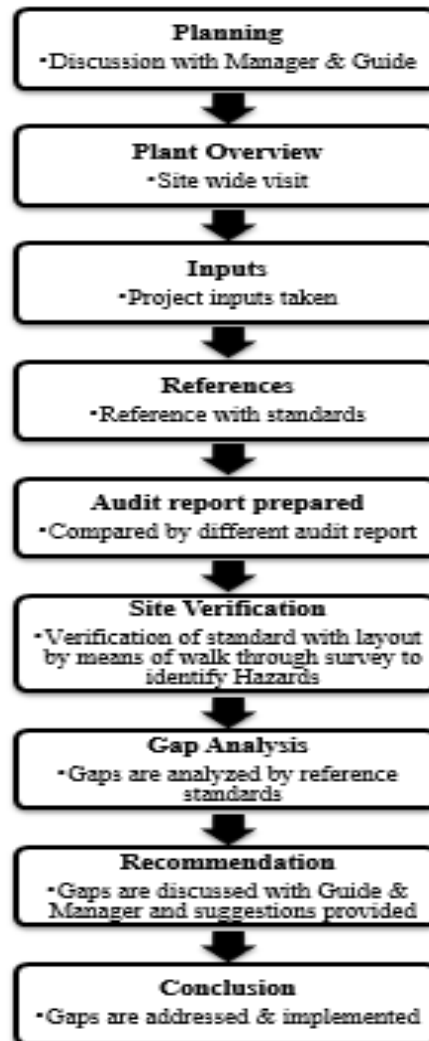 Planning
•Discussion with Manager & Guide
Plant Overview
•Site wide visit
Inputs
•Project inputs taken
References
•Reference with standards
Audit report prepared
•Compared by different audit report
Site Verification
•Verification of standard with layout
by means of walk through survey to
identify Hazards
Gap Analysis
•Gaps are analyzed by reference
standards
Recommendation
•Gaps are discussed with Guide &
Manager and suggestions provided
Conclusion
•Gaps are addressed & implemented